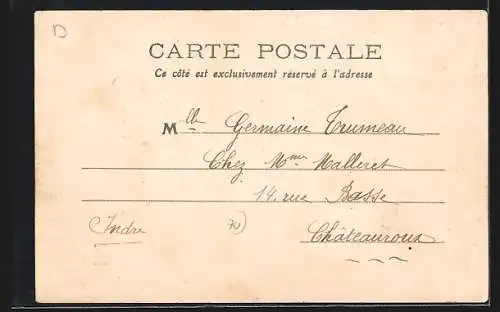 D
CARTE POSTALE
Ce côté est exclusivement réservé à l'adresse
Mlle Germaine Trumeau
Chez Mme Malleret
14, rue Basse
Indre 70) Châteauroux